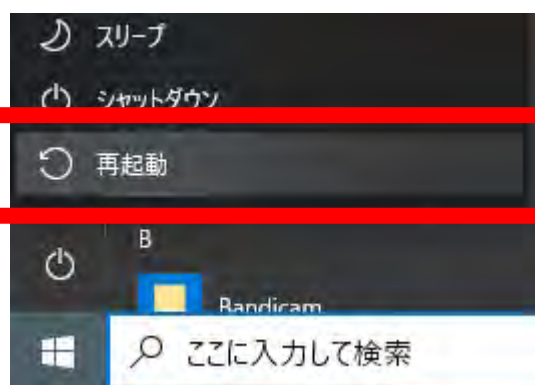 スリープ
シャットダウン
再起動
B
Bandicam
ここに入力して検索